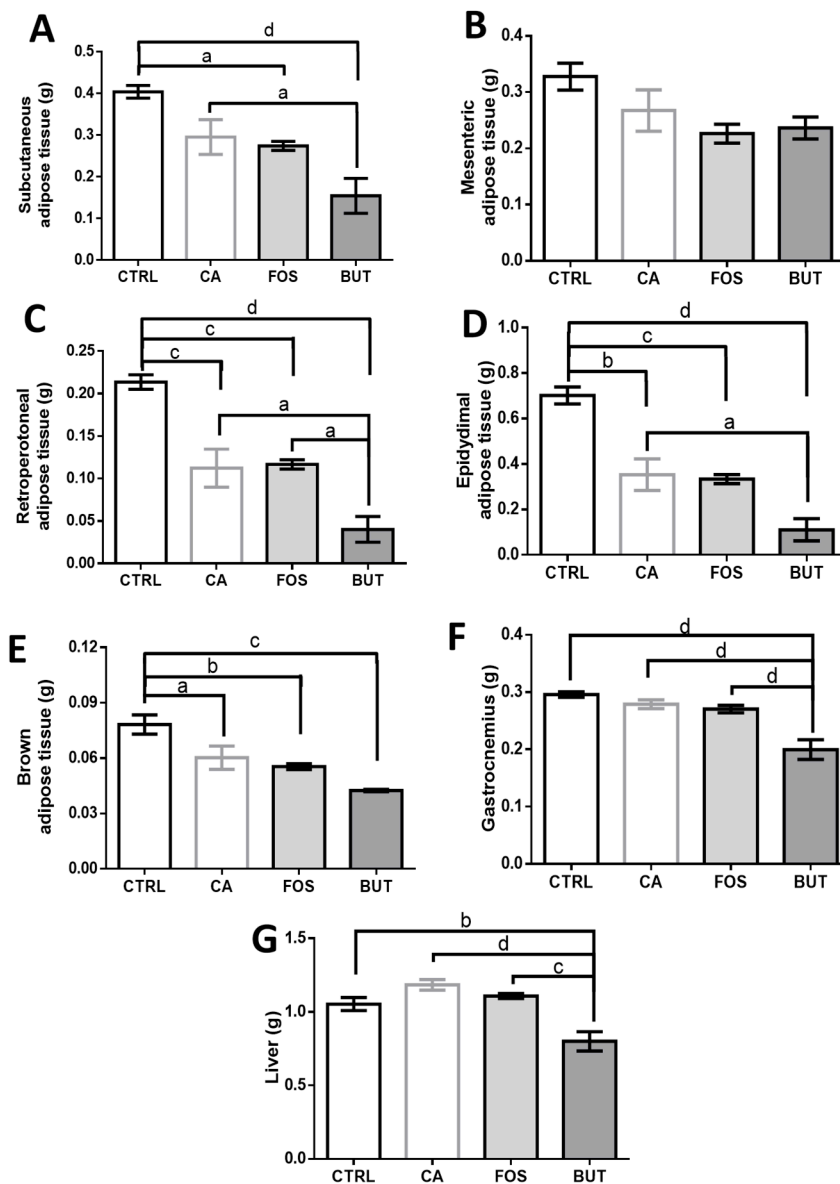 A
Subcutaneous
adipose tissue (g)
0.5
0.4
0.3
0.2
0.1
0.0
d
a
a
CTRL CA FOS BUT
B
Mesenteric
adipose tissue (g)
0.4
0.3
0.2
0.1
0.0
CTRL CA FOS BUT
C
Retroperotoneal
adipose tissue (g)
0.25
0.20
0.15
0.10
0.05
0.00
d
c
c
a
a
CTRL CA FOS BUT
D
Epidydimal
adipose tissue (g)
1.0
0.8
0.6
0.4
0.2
0.0
d
c
b
a
CTRL CA FOS BUT
E
Brown
adipose tissue (g)
0.12
0.09
0.06
0.03
0.00
c
b
a
CTRL CA FOS BUT
F
Gastrocnemius (g)
0.4
0.3
0.2
0.1
0.0
d
d
d
CTRL CA FOS BUT
G
Liver (g)
1.5
1.0
0.5
0.0
b
d
c
CTRL CA FOS BUT